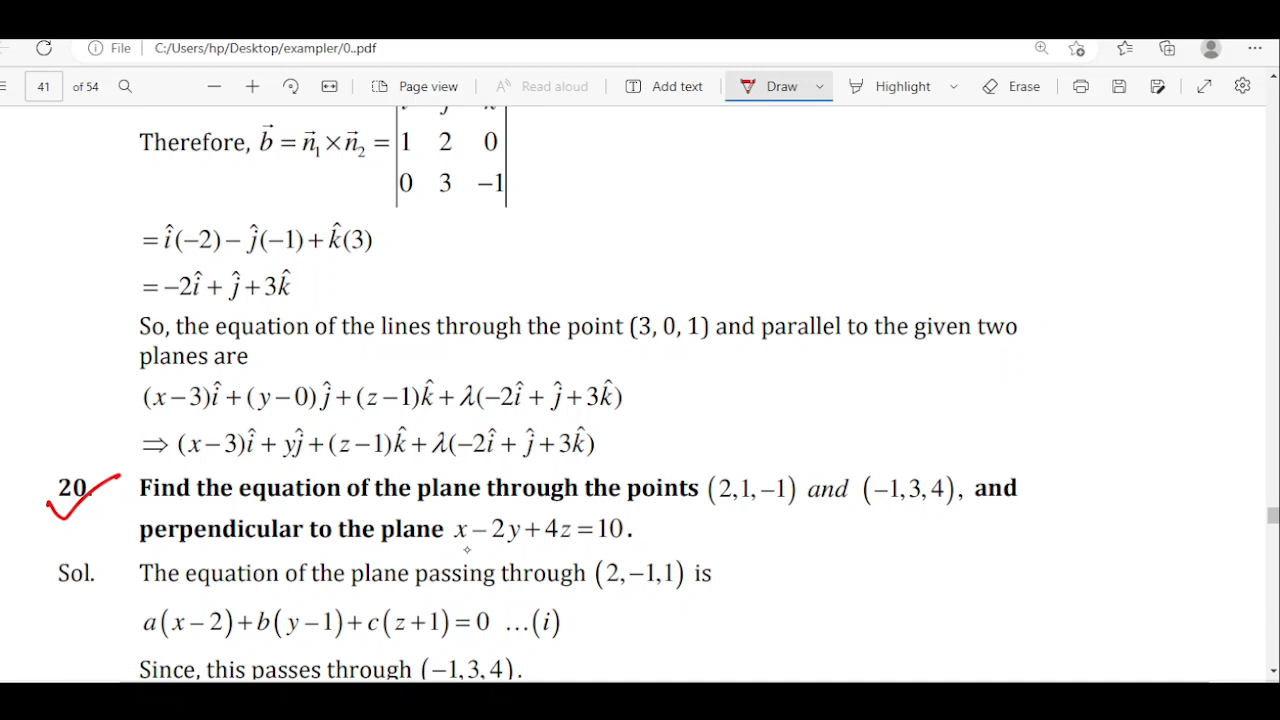 File C:/Users/hp/Desktop/exampler/0..pdf
41 of 54 Page view Read aloud Add text Draw Highlight Erase
Therefore, \vec{b} = \vec{n}_1 × \vec{n}_2 = | 1 2 0
0 3 −1 |
= î(−2) − ĵ(−1) + k̂(3)
= −2î + ĵ + 3k̂
So, the equation of the lines through the point (3, 0, 1) and parallel to the given two
planes are
(x−3)î + (y−0)ĵ + (z−1)k̂ + λ(−2î + ĵ + 3k̂)
⇒ (x−3)î + yĵ + (z−1)k̂ + λ(−2î + ĵ + 3k̂)
20. Find the equation of the plane through the points (2,1,−1) and (−1,3,4), and
perpendicular to the plane x − 2y + 4z = 10.
Sol. The equation of the plane passing through (2,−1,1) is
a(x−2)+b(y−1)+c(z+1)=0 ...(i)
Since, this passes through (−1,3,4).